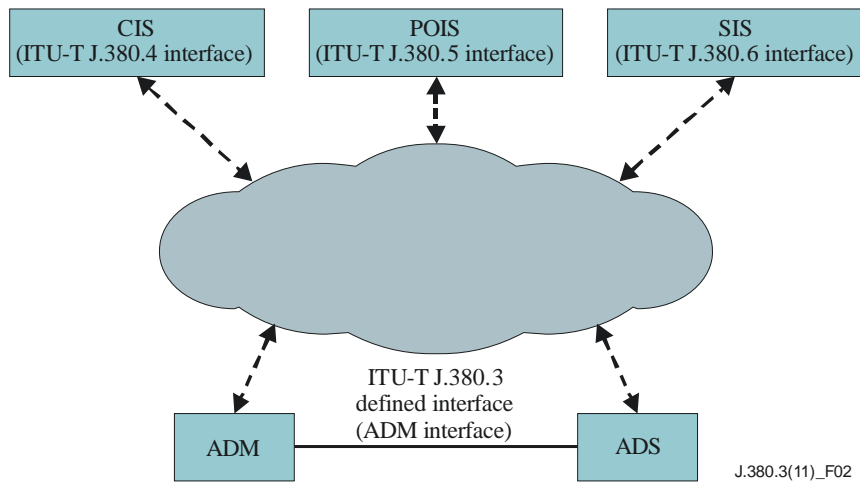 CIS
(ITU-T J.380.4 interface)
POIS
(ITU-T J.380.5 interface)
SIS
(ITU-T J.380.6 interface)
ITU-T J.380.3
defined interface
(ADM interface)
ADM
ADS
J.380.3(11)_F02